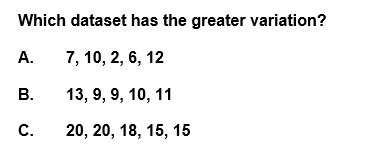 Which dataset has the greater variation?
A. 7, 10, 2, 6, 12
B. 13, 9, 9, 10, 11
C. 20, 20, 18, 15, 15